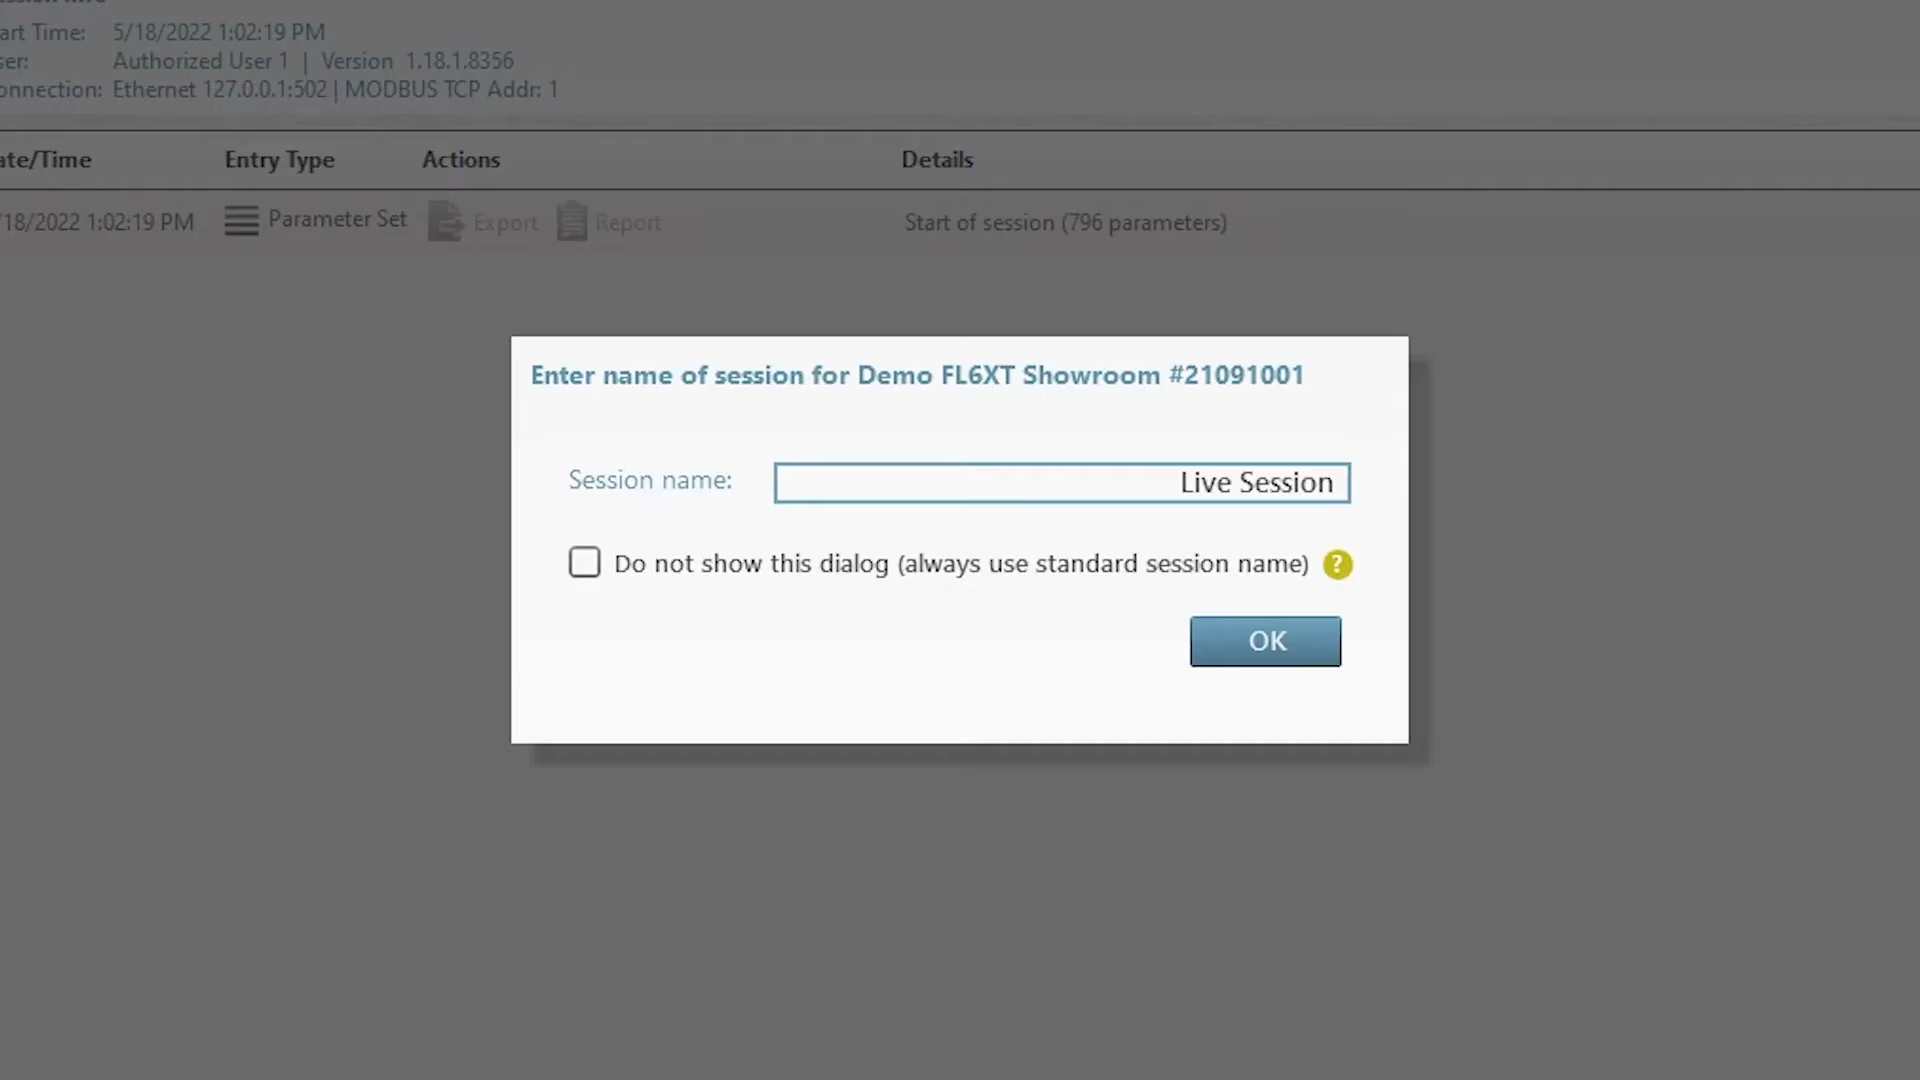 art Time: 5/18/2022 1:02:19 PM
ser: Authorized User 1 | Version 1.18.1.8356
onnection: Ethernet 127.0.0.1:502 | MODBUS TCP Addr: 1
ate/Time Entry Type Actions Details
/18/2022 1:02:19 PM Parameter Set Export Report Start of session (796 parameters)
Enter name of session for Demo FL6XT Showroom #21091001
Session name: Live Session
Do not show this dialog (always use standard session name) ?
OK